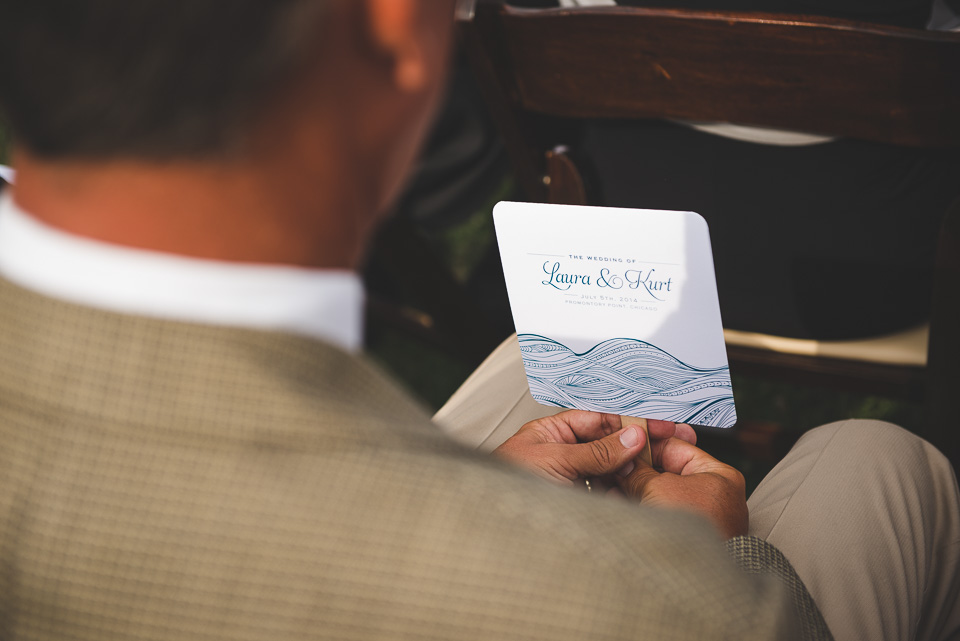 THE WEDDING OF
Laura & Kurt
JULY 5TH, 2014
PROMONTORY POINT, CHICAGO